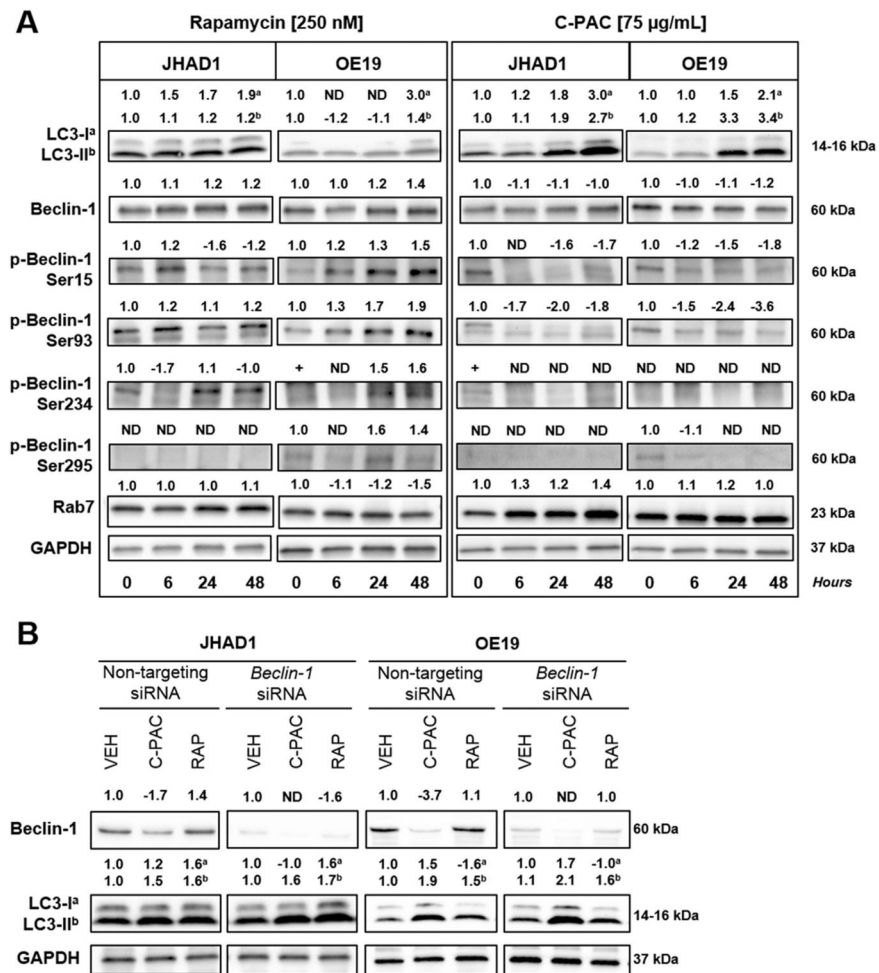 A
Rapamycin [250 nM] C-PAC [75 µg/mL]
JHAD1 OE19 JHAD1 OE19
1.0 1.5 1.7 1.9ᵃ 1.0 ND ND 3.0ᵃ 1.0 1.2 1.8 3.0ᵃ 1.0 1.0 1.5 2.1ᵃ
1.0 1.1 1.2 1.2ᵇ 1.0 -1.2 -1.1 1.4ᵇ 1.0 1.1 1.9 2.7ᵇ 1.0 1.2 3.3 3.4ᵇ
LC3-Iᵃ
LC3-IIᵇ 14-16 kDa
1.0 1.1 1.2 1.2 1.0 1.0 1.2 1.4 1.0 -1.1 -1.1 -1.0 1.0 -1.0 -1.1 -1.2
Beclin-1 60 kDa
1.0 1.2 -1.6 -1.2 1.0 1.2 1.3 1.5 1.0 ND -1.6 -1.7 1.0 -1.2 -1.5 -1.8
p-Beclin-1
Ser15 60 kDa
1.0 1.2 1.1 1.2 1.0 1.3 1.7 1.9 1.0 -1.7 -2.0 -1.8 1.0 -1.5 -2.4 -3.6
p-Beclin-1
Ser93 60 kDa
1.0 -1.7 1.1 -1.0 + ND 1.5 1.6 + ND ND ND ND ND ND ND
p-Beclin-1
Ser234 60 kDa
ND ND ND ND 1.0 ND 1.6 1.4 ND ND ND ND 1.0 -1.1 ND ND
p-Beclin-1
Ser295 60 kDa
1.0 1.0 1.0 1.1 1.0 -1.1 -1.2 -1.5 1.0 1.3 1.2 1.4 1.0 1.1 1.2 1.0
Rab7 23 kDa
GAPDH 37 kDa
0 6 24 48 0 6 24 48 0 6 24 48 0 6 24 48 Hours
B
JHAD1 OE19
Non-targeting siRNA Beclin-1 siRNA Non-targeting siRNA Beclin-1 siRNA
VEH C-PAC RAP VEH C-PAC RAP VEH C-PAC RAP VEH C-PAC RAP
1.0 -1.7 1.4 1.0 ND -1.6 1.0 -3.7 1.1 1.0 ND 1.0
Beclin-1 60 kDa
1.0 1.2 1.6ᵃ 1.0 -1.0 1.6ᵃ 1.0 1.5 -1.6ᵃ 1.0 1.7 -1.0ᵃ
1.0 1.5 1.6ᵇ 1.0 1.6 1.7ᵇ 1.0 1.9 1.5ᵇ 1.1 2.1 1.6ᵇ
LC3-Iᵃ
LC3-IIᵇ 14-16 kDa
GAPDH 37 kDa